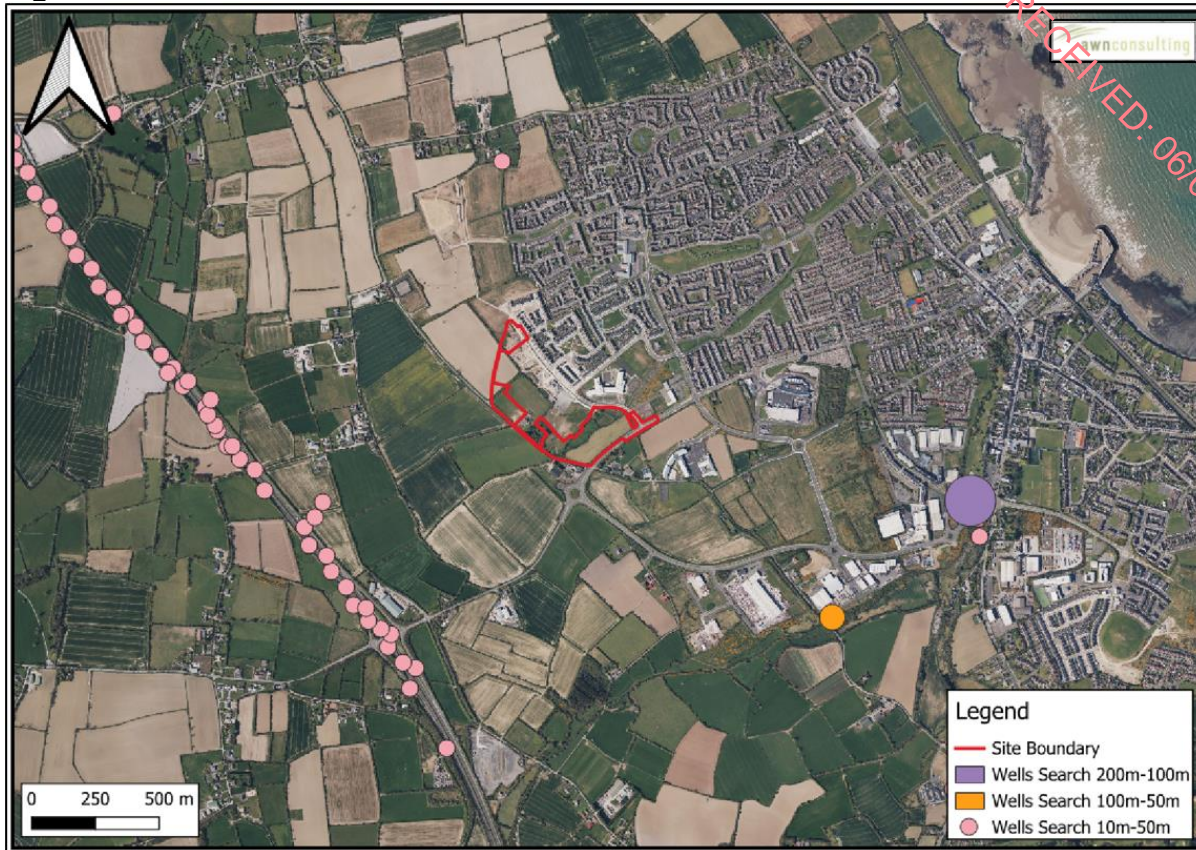 awnconsulting
RECEIVED: 06/0
Legend
Site Boundary
Wells Search 200m-100m
Wells Search 100m-50m
Wells Search 10m-50m
0 250 500 m